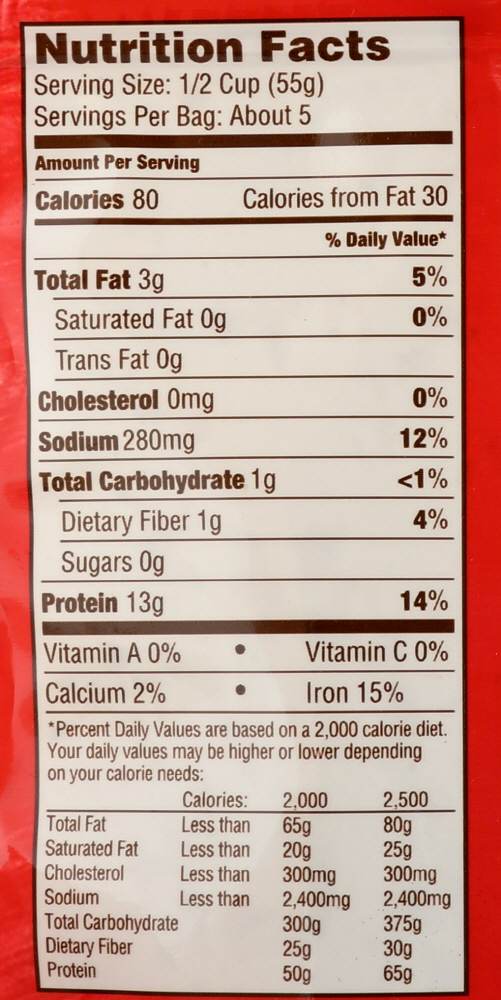 Nutrition Facts
Serving Size: 1/2 Cup (55g)
Servings Per Bag: About 5
Amount Per Serving
Calories 80 Calories from Fat 30
% Daily Value*
Total Fat 3g 5%
Saturated Fat 0g 0%
Trans Fat 0g
Cholesterol 0mg 0%
Sodium 280mg 12%
Total Carbohydrate 1g <1%
Dietary Fiber 1g 4%
Sugars 0g
Protein 13g 14%
Vitamin A 0% • Vitamin C 0%
Calcium 2% • Iron 15%
*Percent Daily Values are based on a 2,000 calorie diet.
Your daily values may be higher or lower depending
on your calorie needs:
Calories: 2,000 2,500
Total Fat Less than 65g 80g
Saturated Fat Less than 20g 25g
Cholesterol Less than 300mg 300mg
Sodium Less than 2,400mg 2,400mg
Total Carbohydrate 300g 375g
Dietary Fiber 25g 30g
Protein 50g 65g